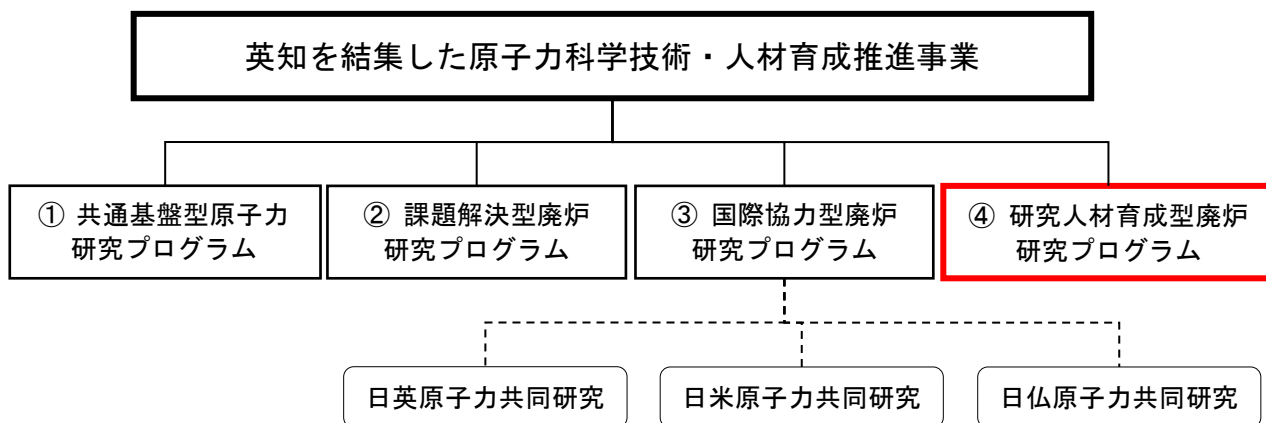 英知を結集した原子力科学技術・人材育成推進事業
① 共通基盤型原子力
研究プログラム
② 課題解決型廃炉
研究プログラム
③ 国際協力型廃炉
研究プログラム
④ 研究人材育成型廃炉
研究プログラム
日英原子力共同研究
日米原子力共同研究
日仏原子力共同研究